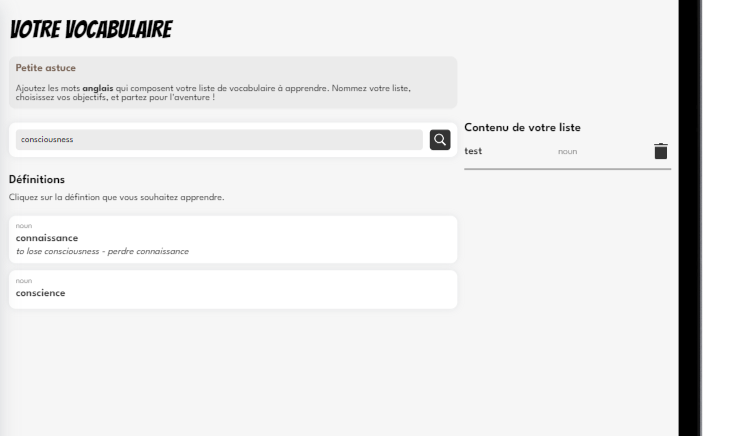 VOTRE VOCABULAIRE
Petite astuce
Ajoutez les mots anglais qui composent votre liste de vocabulaire à apprendre. Nommez votre liste,
choisissez vos objectifs, et partez pour l'aventure !
consciousness
Définitions
Cliquez sur la défintion que vous souhaitez apprendre.
noun
connaissance
to lose consciousness - perdre connaissance
noun
conscience
Contenu de votre liste
test noun